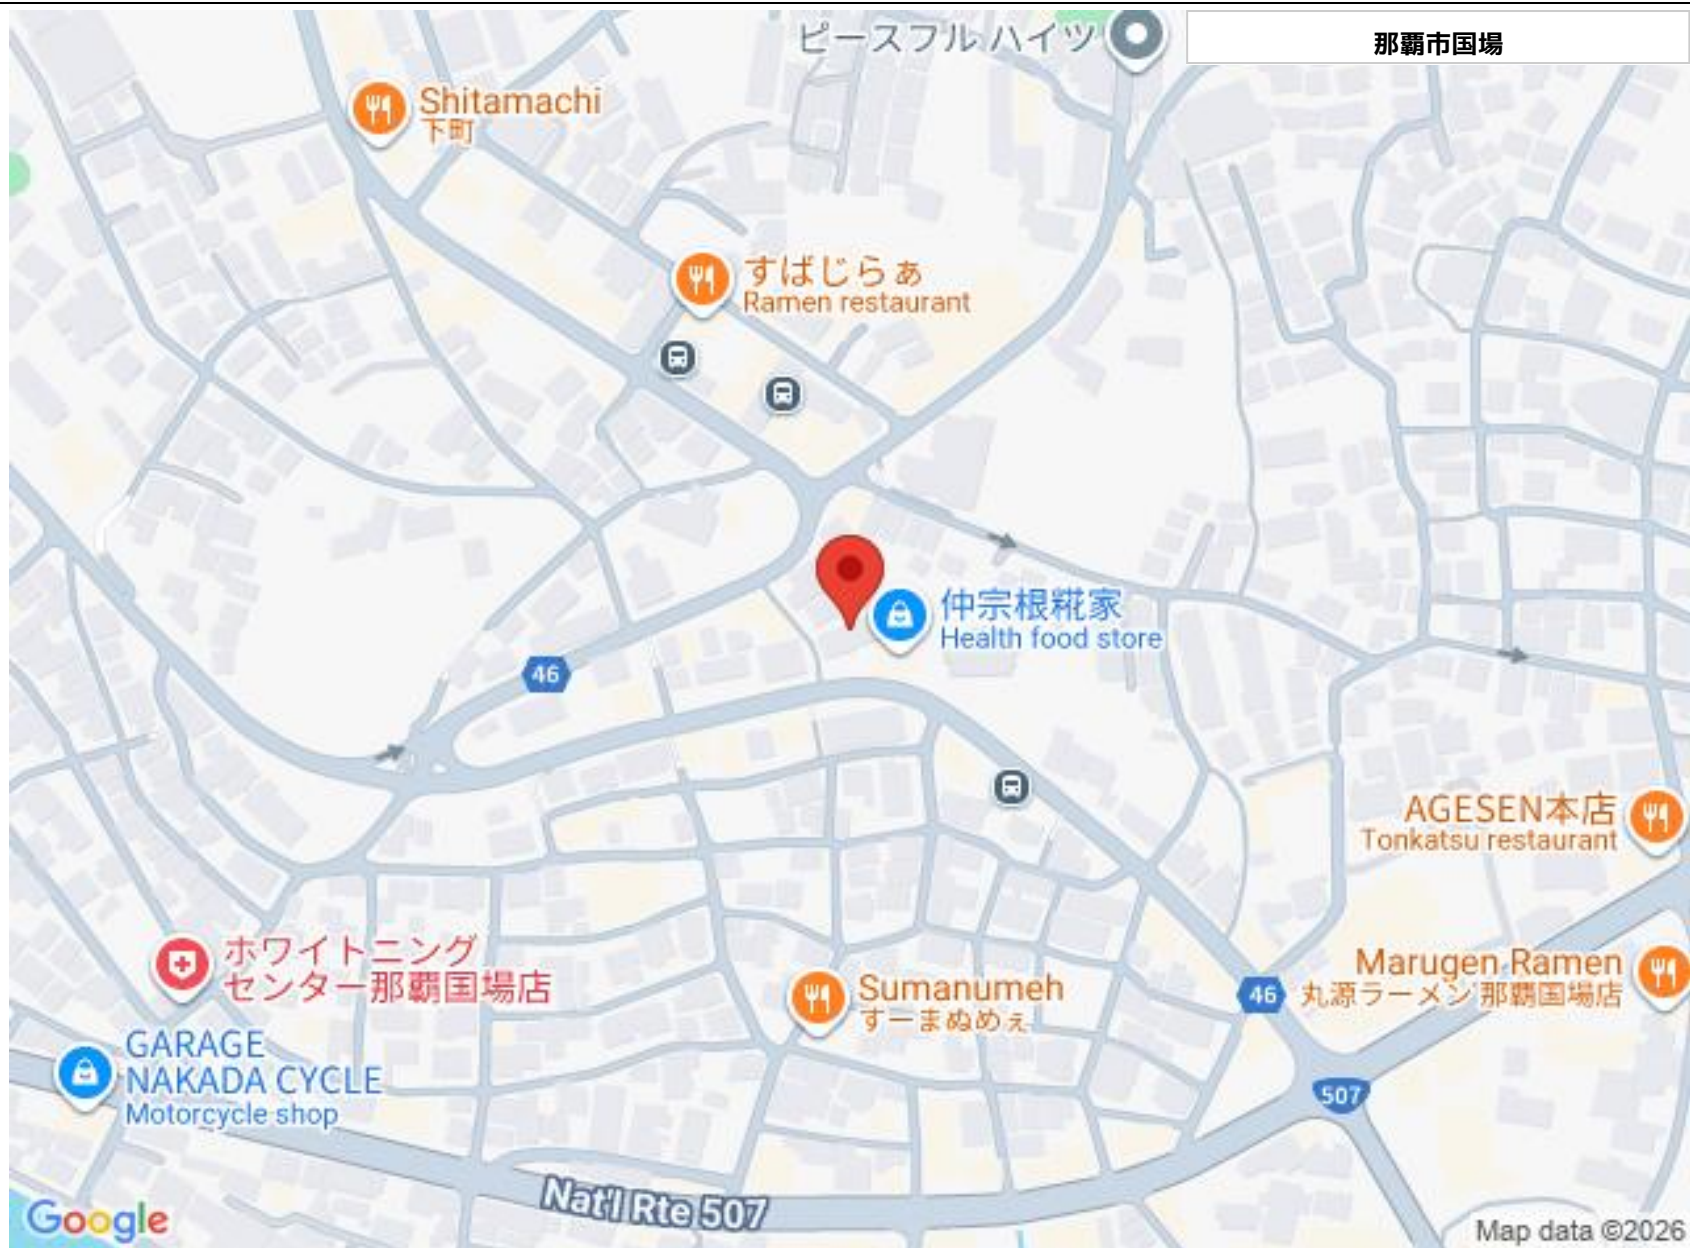 ピースフル ハイツ
那覇市国場
Shitamachi
下町
すばじらぁ
Ramen restaurant
仲宗根糀家
Health food store
46
AGESEN本店
Tonkatsu restaurant
ホワイトニング
センター那覇国場店
Marugen Ramen
丸源ラーメン 那覇国場店
46
Sumanumeh
すーまぬめぇ
GARAGE
NAKADA CYCLE
Motorcycle shop
507
Nat'l Rte 507
Google
Map data ©2026